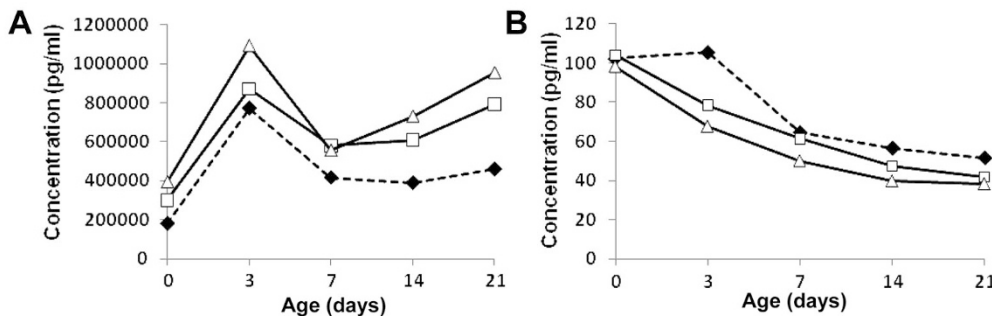 A
Concentration (pg/ml)
1200000
1000000
800000
600000
400000
200000
0
0 3 7 14 21
Age (days)
B
Concentration (pg/ml)
120
100
80
60
40
20
0
0 3 7 14 21
Age (days)